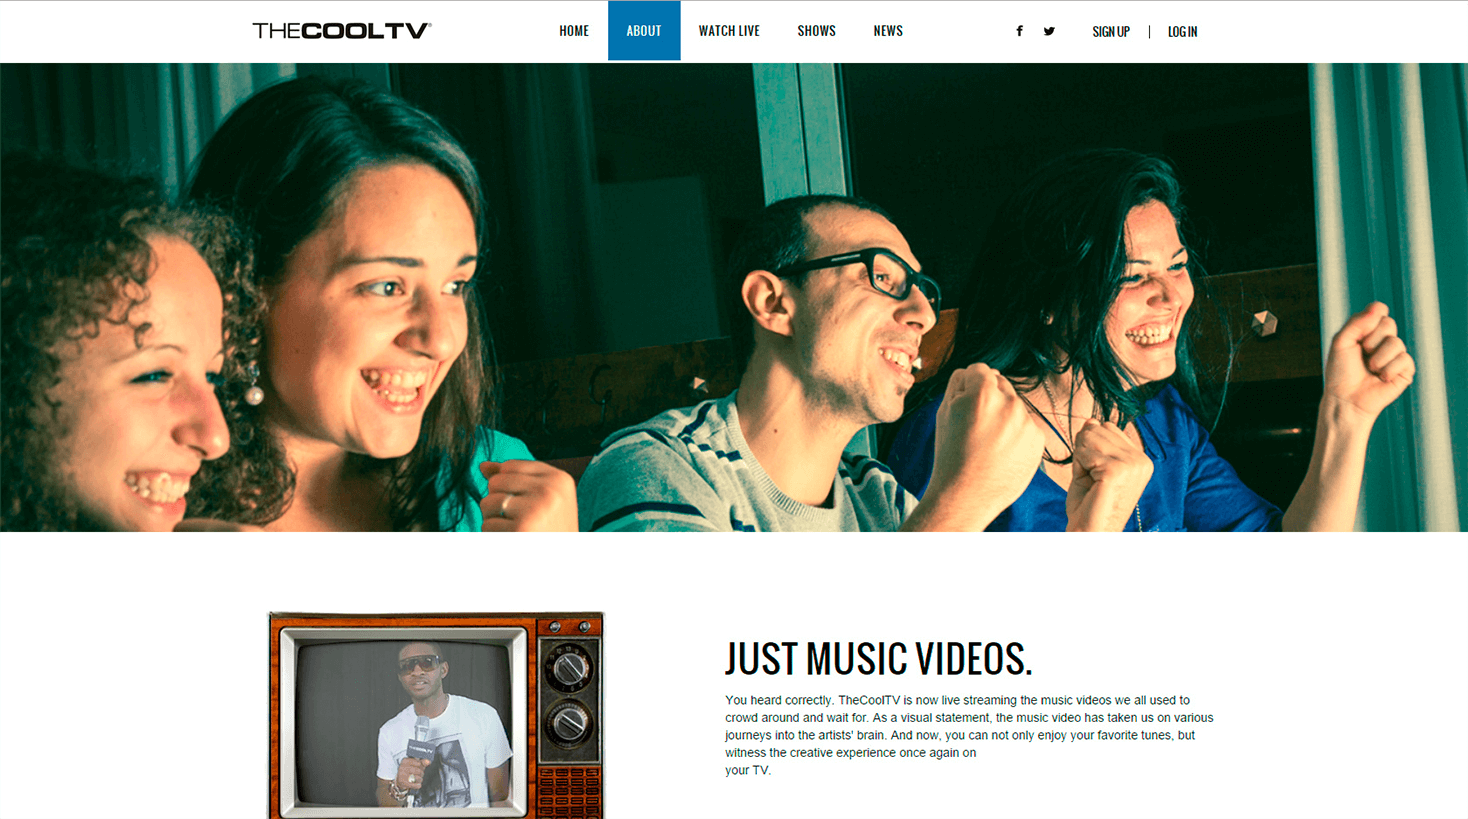 THECOOLTV®
HOME ABOUT WATCH LIVE SHOWS NEWS SIGN UP | LOG IN
JUST MUSIC VIDEOS.
You heard correctly. TheCoolTV is now live streaming the music videos we all used to
crowd around and wait for. As a visual statement, the music video has taken us on various
journeys into the artists' brain. And now, you can not only enjoy your favorite tunes, but
witness the creative experience once again on
your TV.
THECOOLTV